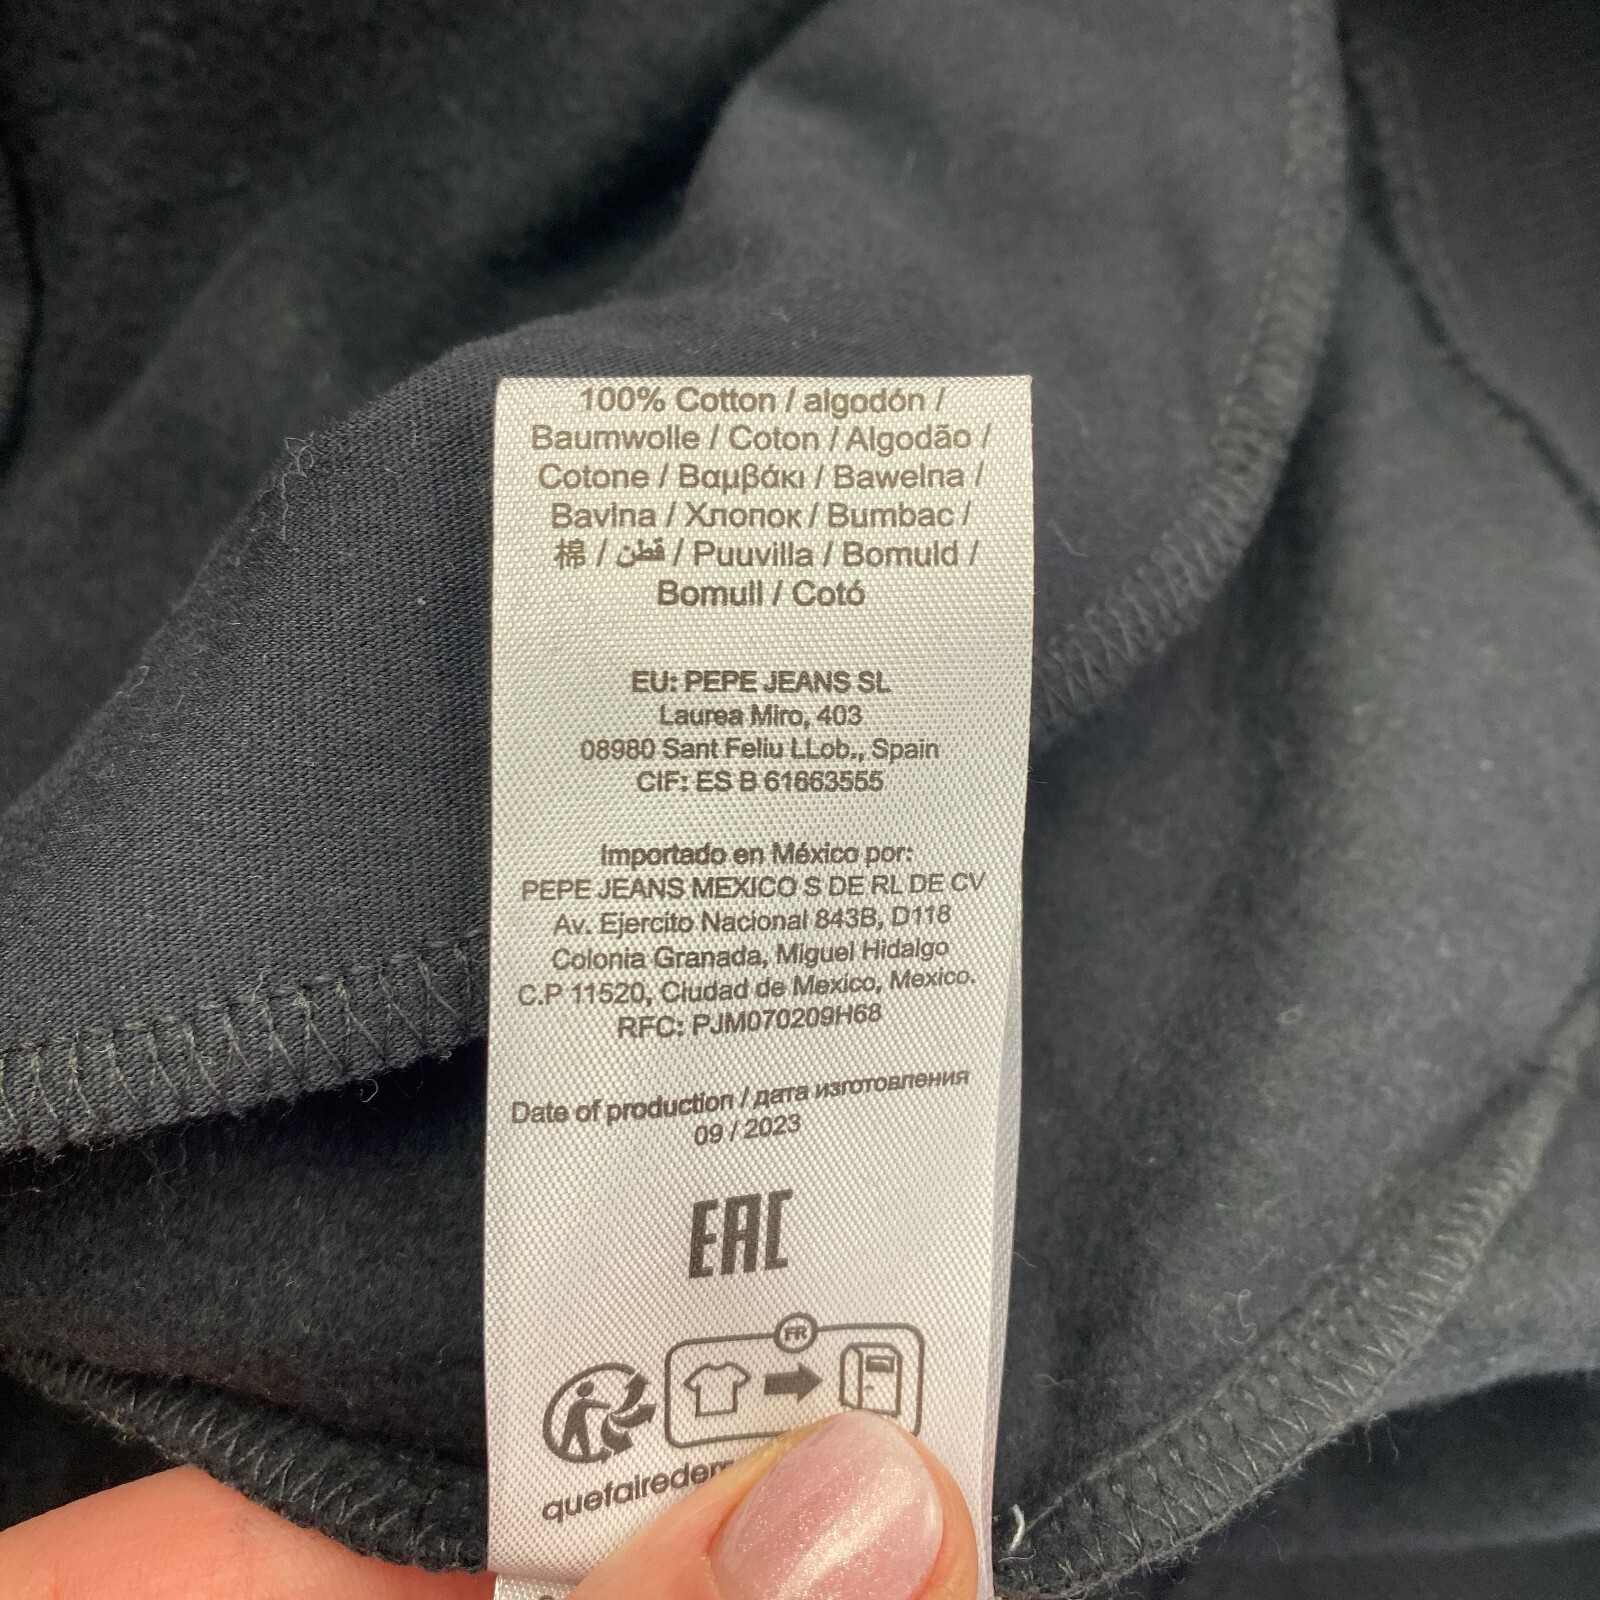 100% Cotton / algodón /
Baumwolle / Coton / Algodão /
Cotone / Βαμβάκι / Bawelna /
Bavlna / Хлопок / Bumbac /
棉 / قطن / Puuvilla / Bomuld /
Bomull / Cotó
EU: PEPE JEANS SL
Laurea Miro, 403
08980 Sant Feliu LLob., Spain
CIF: ES B 61663555
Importado en México por:
PEPE JEANS MEXICO S DE RL DE CV
Av. Ejercito Nacional 843B, D118
Colonia Granada, Miguel Hidalgo
C.P 11520, Ciudad de Mexico, Mexico.
RFC: PJM070209H68
Date of production / дата изготовления
09 / 2023
EAC
FR